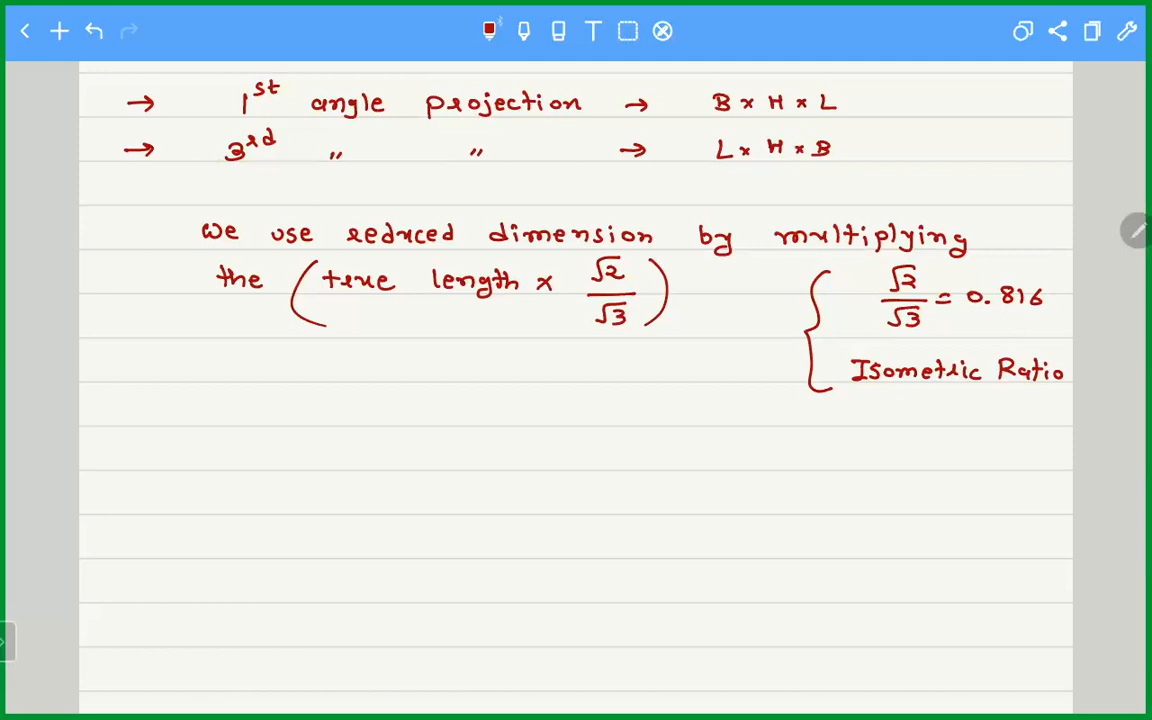 → 1st angle projection → B × H × L
→ 3rd " " → L × H × B
We use reduced dimension by multiplying
the (true length × √2/√3)
{ √2/√3 = 0.816
Isometric Ratio